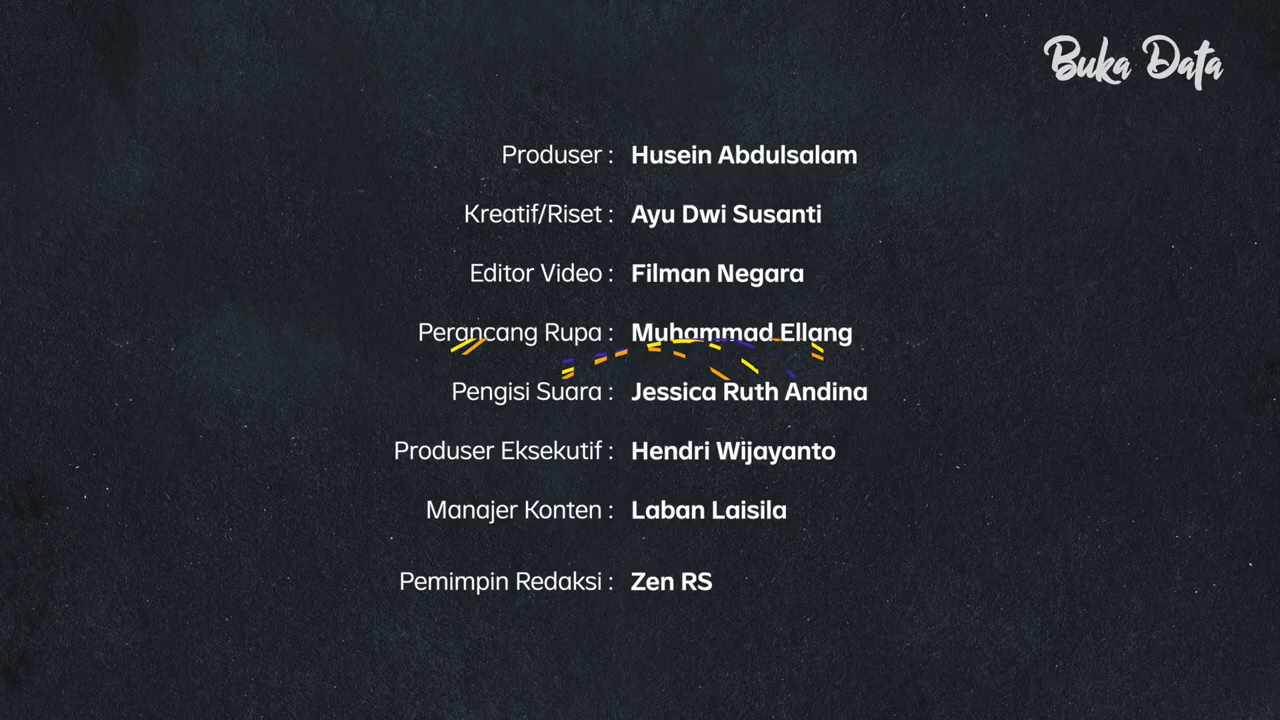 Buka Data
Produser : Husein Abdulsalam
Kreatif/Riset : Ayu Dwi Susanti
Editor Video : Filman Negara
Perancang Rupa : Muhammad Ellang
Pengisi Suara : Jessica Ruth Andina
Produser Eksekutif : Hendri Wijayanto
Manajer Konten : Laban Laisila
Pemimpin Redaksi : Zen RS